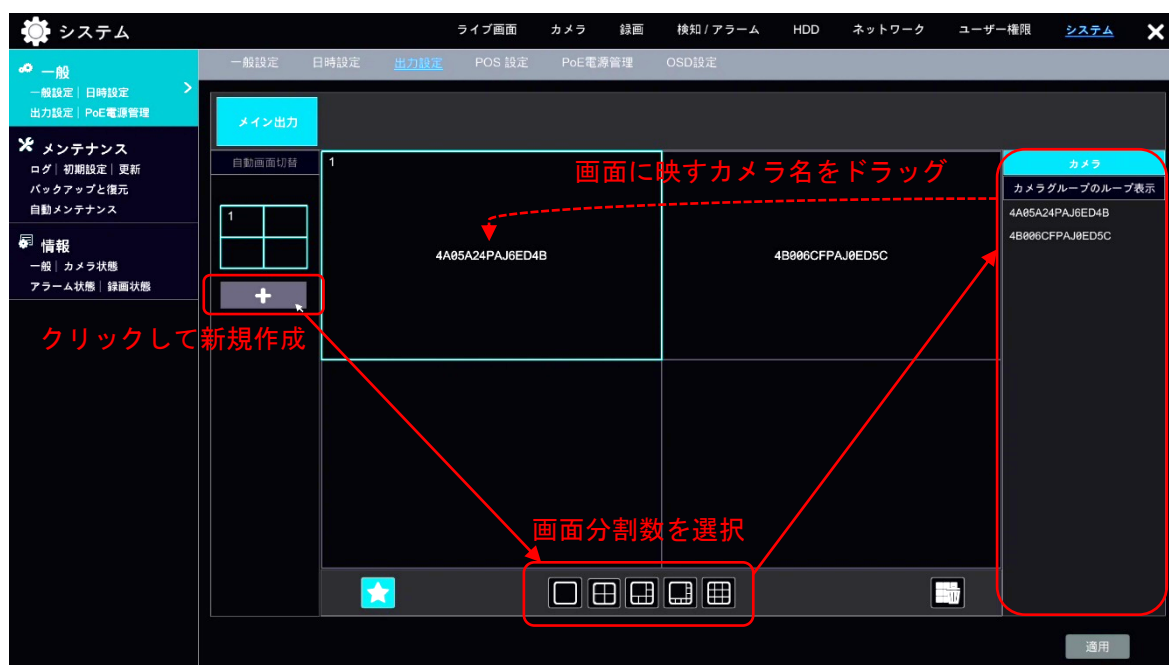 システム
ライブ画面 カメラ 録画 検知 / アラーム HDD ネットワーク ユーザー権限 システム
一般
一般設定 | 日時設定
出力設定 | PoE電源管理
一般設定 日時設定 出力設定 POS 設定 PoE電源管理 OSD設定
メンテナンス
ログ | 初期設定 | 更新
バックアップと復元
自動メンテナンス
情報
一般 | カメラ状態
アラーム状態 | 録画状態
メイン出力
自動画面切替
1
1
画面に映すカメラ名をドラッグ
カメラ
カメラグループのループ表示
4A05A24PAJ6ED4B
4B006CFPAJ0ED5C
4A05A24PAJ6ED4B
4B006CFPAJ0ED5C
クリックして新規作成
画面分割数を選択
適用